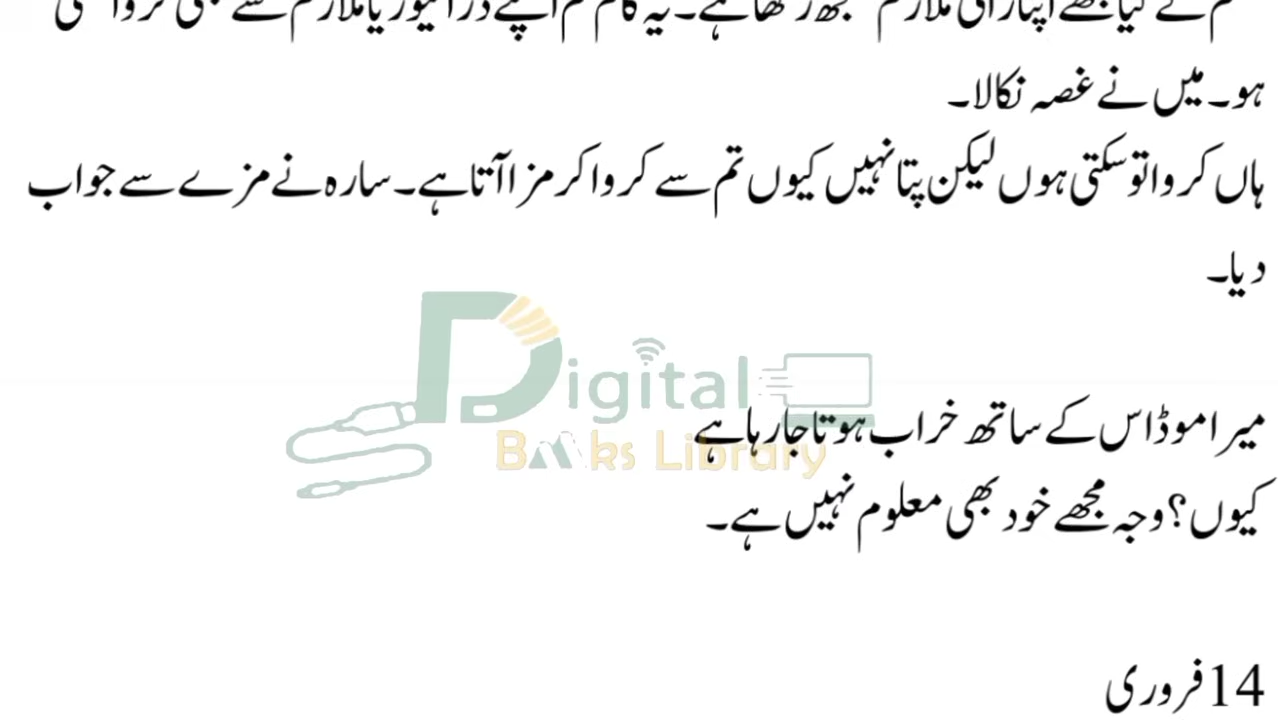 تم نے کیا مجھے اپنا ذاتی ملازم سمجھ رکھا ہے۔ یہ کام تم اپنے ڈرائیور یا ملازم سے بھی کروا سکتی
ہو۔ میں نے غصہ نکالا۔
ہاں کروا تو سکتی ہوں لیکن پتا نہیں کیوں تم سے کروا کر مزا آتا ہے۔ سارہ نے مزے سے جواب
دیا۔
Digital
Books Library
میرا موڈ اس کے ساتھ خراب ہوتا جا رہا ہے
کیوں؟ وجہ مجھے خود بھی معلوم نہیں ہے۔
14 فروری